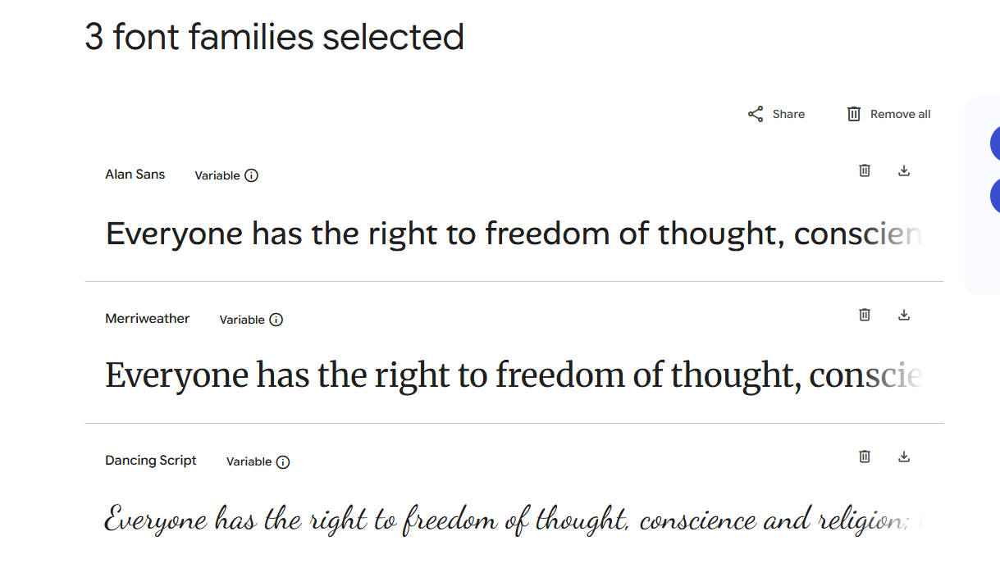 3 font families selected
Share Remove all
Alan Sans Variable
Everyone has the right to freedom of thought, conscien
Merriweather Variable
Everyone has the right to freedom of thought, conscie
Dancing Script Variable
Everyone has the right to freedom of thought, conscience and religion;